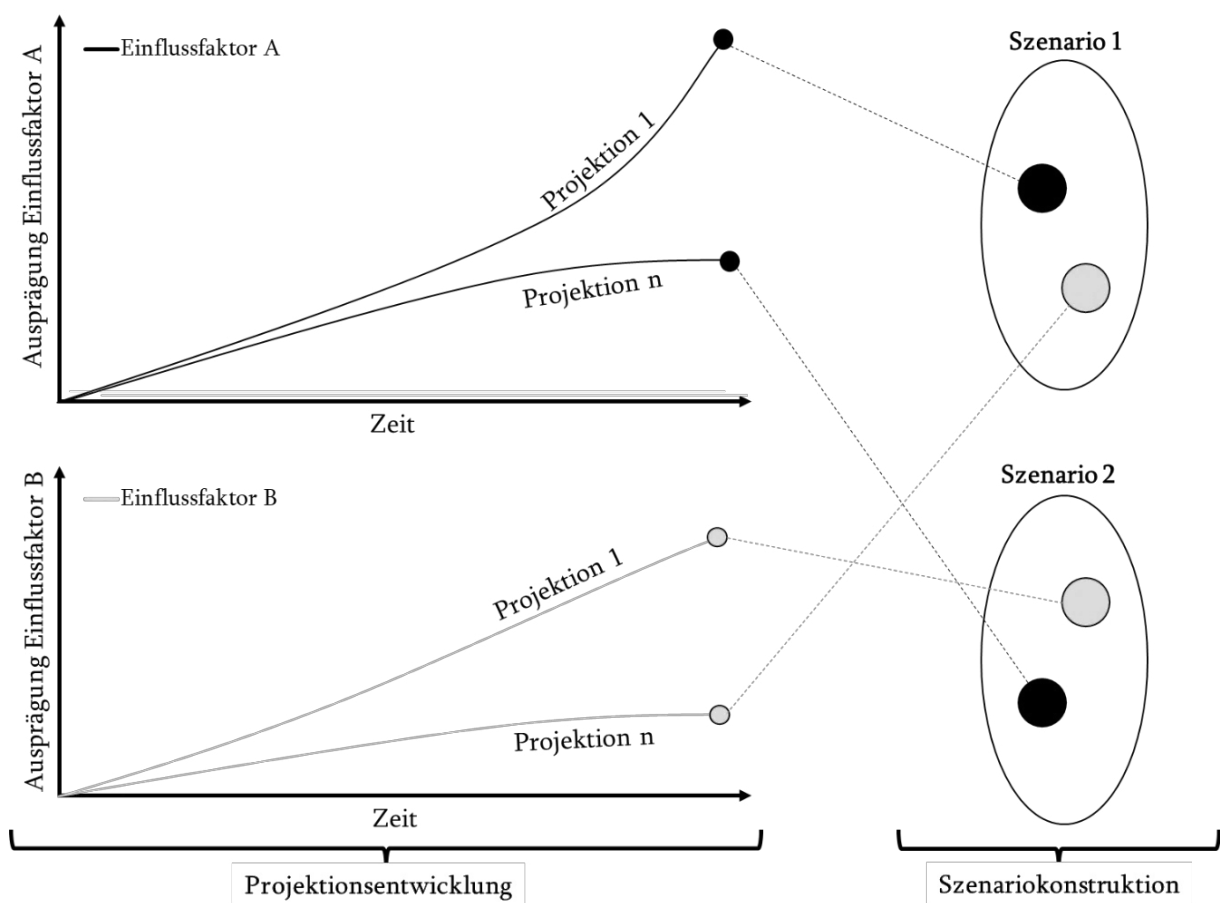 Ausprägung Einflussfaktor A
Einflussfaktor A
Projektion 1
Projektion n
Zeit
Szenario 1
Ausprägung Einflussfaktor B
Einflussfaktor B
Projektion 1
Projektion n
Zeit
Szenario 2
Projektionsentwicklung
Szenariokonstruktion